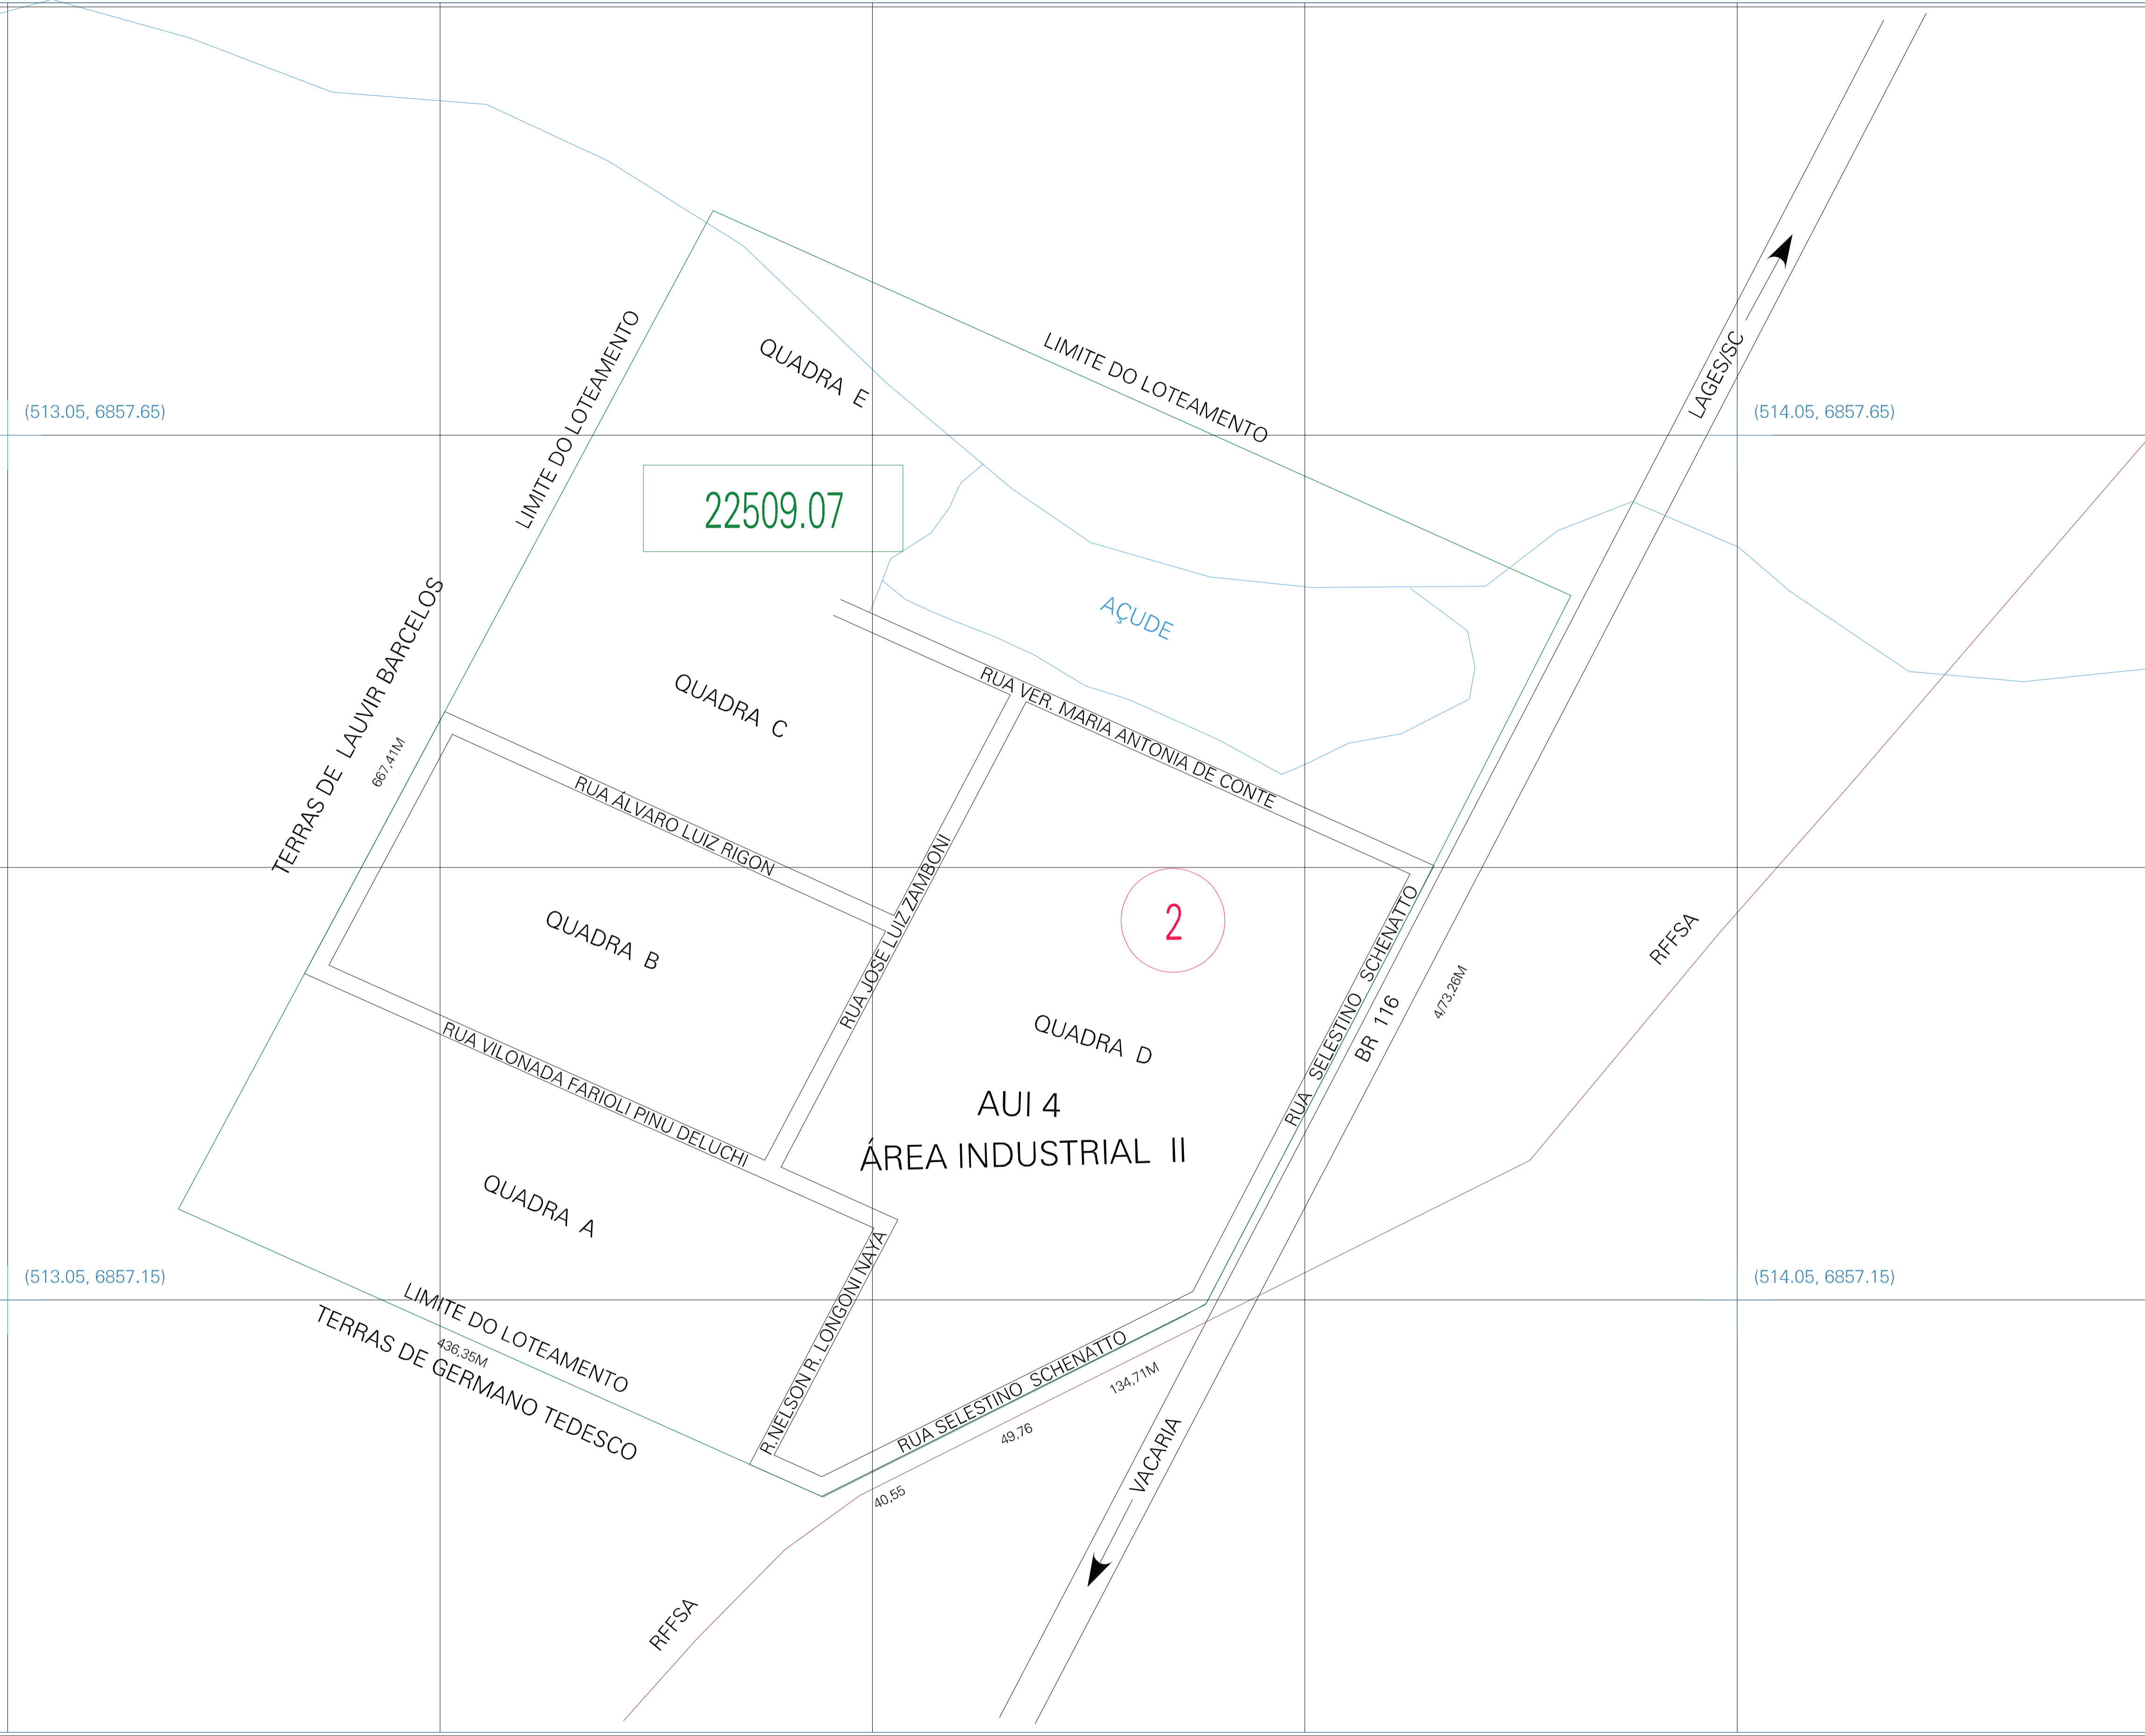 LAGES/SC
LIMITE DO LOTEAMENTO
LIMITE DO LOTEAMENTO
QUADRA E
(513.05, 6857.65)
(514.05, 6857.65)
22509.07
AÇUDE
TERRAS DE LAUVIR BARCELOS
667,41M
QUADRA C
RUA VER. MARIA ANTONIA DE CONTE
RUA ÁLVARO LUIZ RIGON
RUA JOSE LUIZ ZAMBONI
2
QUADRA B
RFFSA
4/73,26M
RUA SELESTINO SCHENATTO
BR 116
QUADRA D
RUA VILONADA FARIOLI PINU DELUCHI
AUI 4
ÁREA INDUSTRIAL II
QUADRA A
(513.05, 6857.15)
(514.05, 6857.15)
R.NELSON R. LONGONI NAYA
LIMITE DO LOTEAMENTO
436,35M
TERRAS DE GERMANO TEDESCO
RUA SELESTINO SCHENATTO
134,71M
49,76
40,55
VACARIA
RFFSA